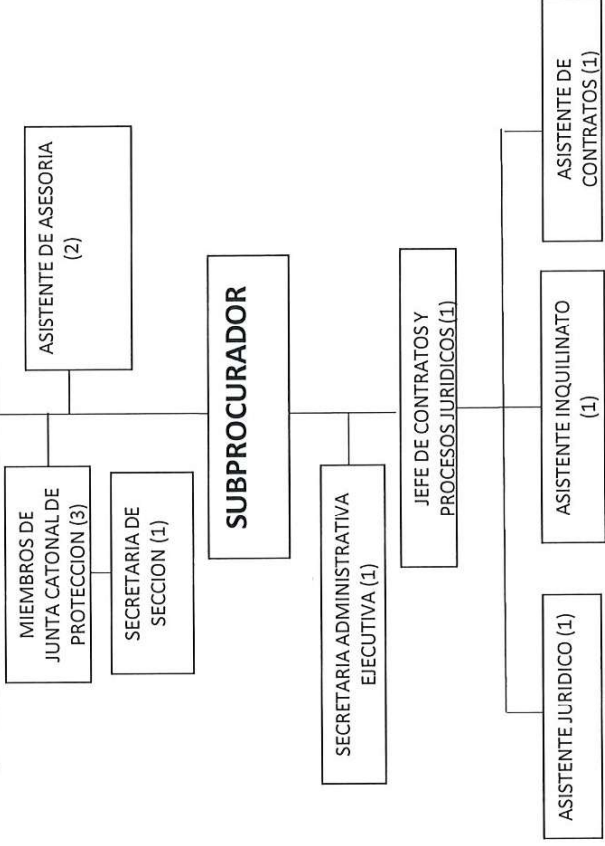 MIEMBROS DE
JUNTA CATONAL DE
PROTECCION (3)
ASISTENTE DE ASESORIA
(2)
SECRETARIA DE
SECCION (1)
SUBPROCURADOR
SECRETARIA ADMINISTRATIVA
EJECUTIVA (1)
JEFE DE CONTRATOS Y
PROCESOS JURIDICOS (1)
ASISTENTE JURIDICO (1)
ASISTENTE INQUILINATO
(1)
ASISTENTE DE
CONTRATOS (1)